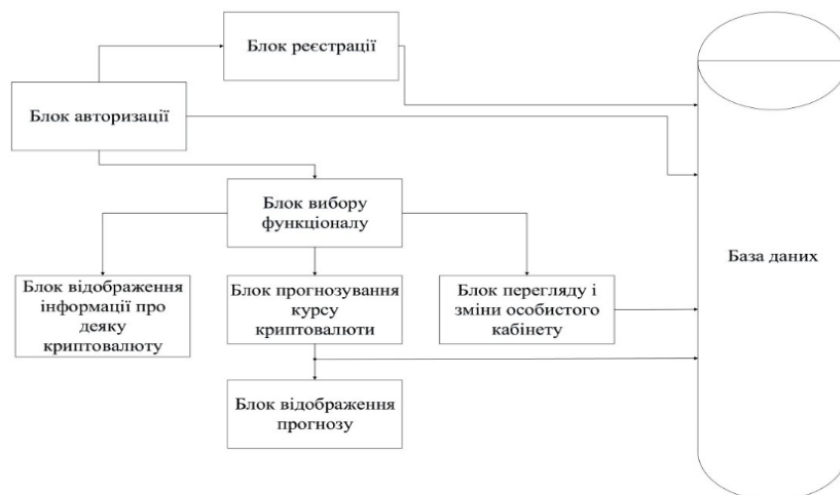 Блок реєстрації
Блок авторизації
Блок вибору
функціоналу
База даних
Блок відображення
інформації про
деяку
криптовалюту
Блок прогнозування
курсу
криптовалюти
Блок перегляду і
зміни особистого
кабінету
Блок відображення
прогнозу